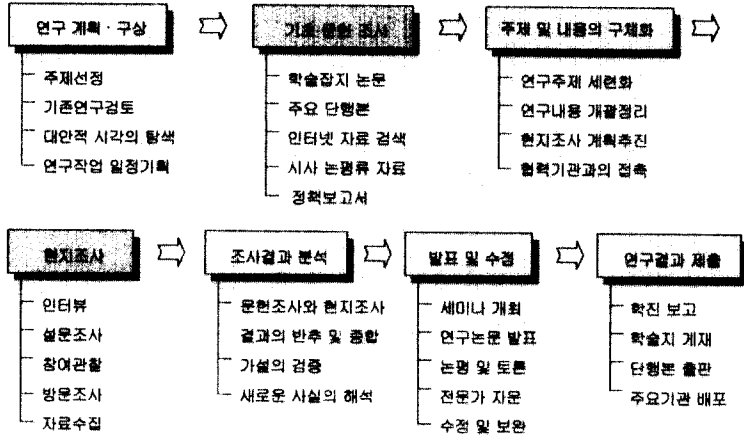 연구 계획 · 구상
주제선정
기존연구검토
대안적 시각의 탐색
연구작업 일정기획
기초·문헌 조사
학술잡지 논문
주요 단행본
인터넷 자료 검색
시사 논평류 자료
정책보고서
주제 및 내용의 구체화
연구주제 세련화
연구내용 개괄정리
현지조사 계획추진
협력기관과의 접촉
현지조사
인터뷰
설문조사
참여관찰
방문조사
자료수집
조사결과 분석
문헌조사와 현지조사
결과의 반추 및 종합
가설의 검증
새로운 사실의 해석
발표 및 수정
세미나 개최
연구논문 발표
논평 및 토론
전문가 자문
수정 및 보완
연구결과 제출
학진 보고
학술지 게재
단행본 출판
주요기관 배포